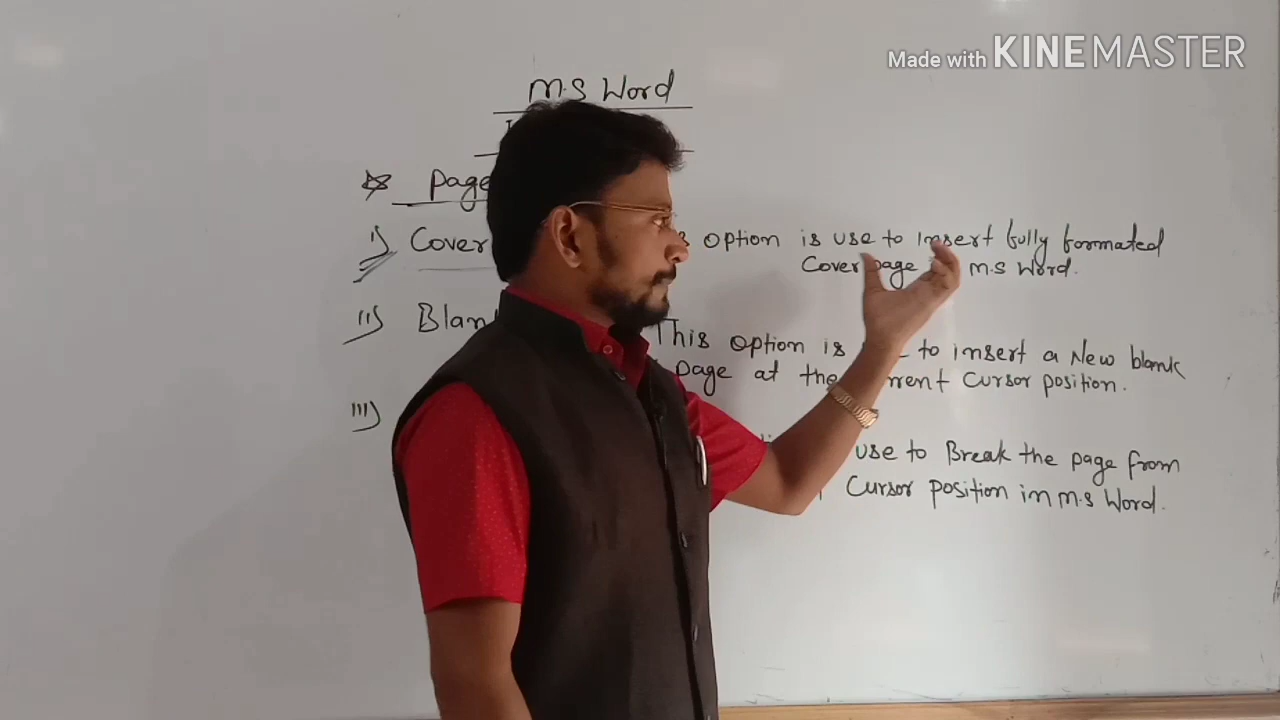 Made with KINEMASTER
M.S Word
☆ Page
i) Cover option is use to insert fully formated
Cover page M.S Word.
ii) Blan This option is to insert a New blank
Page at the Cursor position.
iii) use to Break the page from
Cursor position in M.S Word.